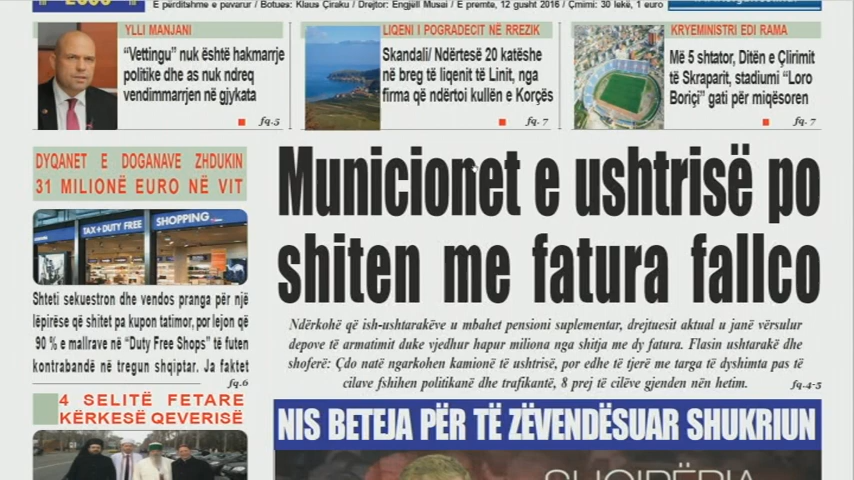 E përditshme e pavarur / Botues: Klaus Çiraku / Drejtor: Engjëll Musai / E premte, 12 gusht 2016 / Çmimi: 30 lekë, 1 euro
YLLI MANJANI
"Vettingu" nuk është hakmarrje
politike dhe as nuk ndreq
vendimmarrjen në gjykata
fq.5
LIQENI I POGRADECIT NË RREZIK
Skandali/ Ndërtesë 20 katëshe
në breg të liqenit të Linit, nga
firma që ndërtoi kullën e Korçës
fq. 7
KRYEMINISTRI EDI RAMA
Më 5 shtator, Ditën e Çlirimit
të Skraparit, stadiumi "Loro
Boriçi" gati për miqësoren
fq. 7
DYQANET E DOGANAVE ZHDUKIN
31 MILIONË EURO NË VIT
TAX+DUTY FREE
SHOPPING
Shteti sekuestron dhe vendos pranga për një
lëpirëse që shitet pa kupon tatimor, por lejon që
90 % e mallrave në "Duty Free Shops" të futen
kontrabandë në tregun shqiptar. Ja faktet
fq.6
4 SELITË FETARE
KËRKESË QEVERISË
Municionet e ushtrisë po
shiten me fatura fallco
Ndërkohë që ish-ushtarakëve u mbahet pensioni suplementar, drejtuesit aktual u janë vërsulur
depove të armatimit duke vjedhur hapur miliona nga shitja me dy fatura. Flasin ushtarakë dhe
shoferë: Çdo natë ngarkohen kamionë të ushtrisë, por edhe të tjerë me targa të dyshimta pas të
cilave fshihen politikanë dhe trafikantë, 8 prej të cilëve gjenden nën hetim.
fq.4-5
NIS BETEJA PËR TË ZËVENDËSUAR SHUKRIUN
SHQIPËRIA